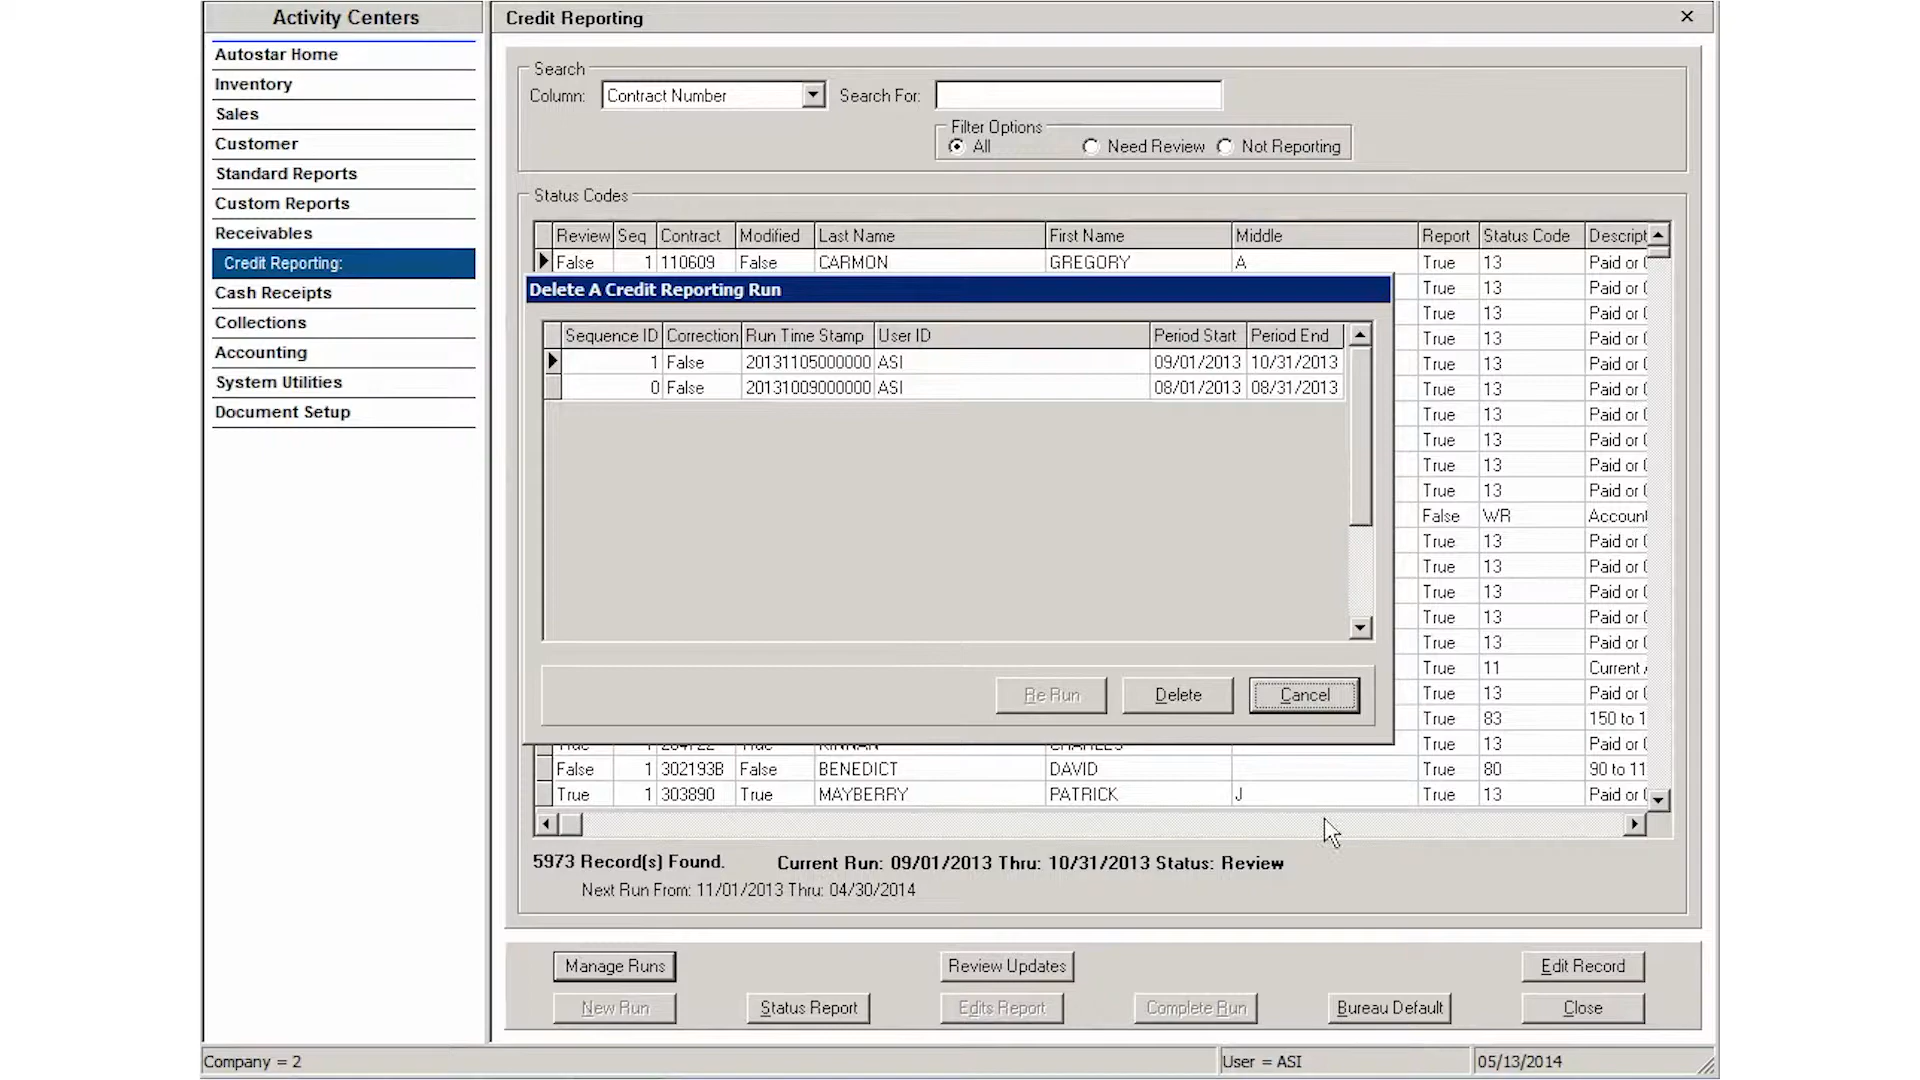 Activity Centers
Autostar Home
Inventory
Sales
Customer
Standard Reports
Custom Reports
Receivables
Credit Reporting:
Cash Receipts
Collections
Accounting
System Utilities
Document Setup
Credit Reporting
Search
Column: Contract Number Search For:
Filter Options
All Need Review Not Reporting
Status Codes
Review Seq Contract Modified Last Name First Name Middle Report Status Code Descript
False 1 110609 False CARMON GREGORY A True 13 Paid or
True 13 Paid or
True 13 Paid or
True 13 Paid or
True 13 Paid or
True 13 Paid or
True 13 Paid or
True 13 Paid or
True 13 Paid or
True 13 Paid or
False WR Account
True 13 Paid or
True 13 Paid or
True 13 Paid or
True 13 Paid or
True 13 Paid or
True 11 Current
True 13 Paid or
True 83 150 to 1
True 13 Paid or
False 1 302193B False BENEDICT DAVID True 80 90 to 11
True 1 303890 True MAYBERRY PATRICK J True 13 Paid or
Delete A Credit Reporting Run
Sequence ID Correction Run Time Stamp User ID Period Start Period End
1 False 20131105000000 ASI 09/01/2013 10/31/2013
0 False 20131009000000 ASI 08/01/2013 08/31/2013
Re Run Delete Cancel
5973 Record(s) Found. Current Run: 09/01/2013 Thru: 10/31/2013 Status: Review
Next Run From: 11/01/2013 Thru: 04/30/2014
Manage Runs Review Updates Edit Record
New Run Status Report Edits Report Complete Run Bureau Default Close
Company = 2 User = ASI 05/13/2014